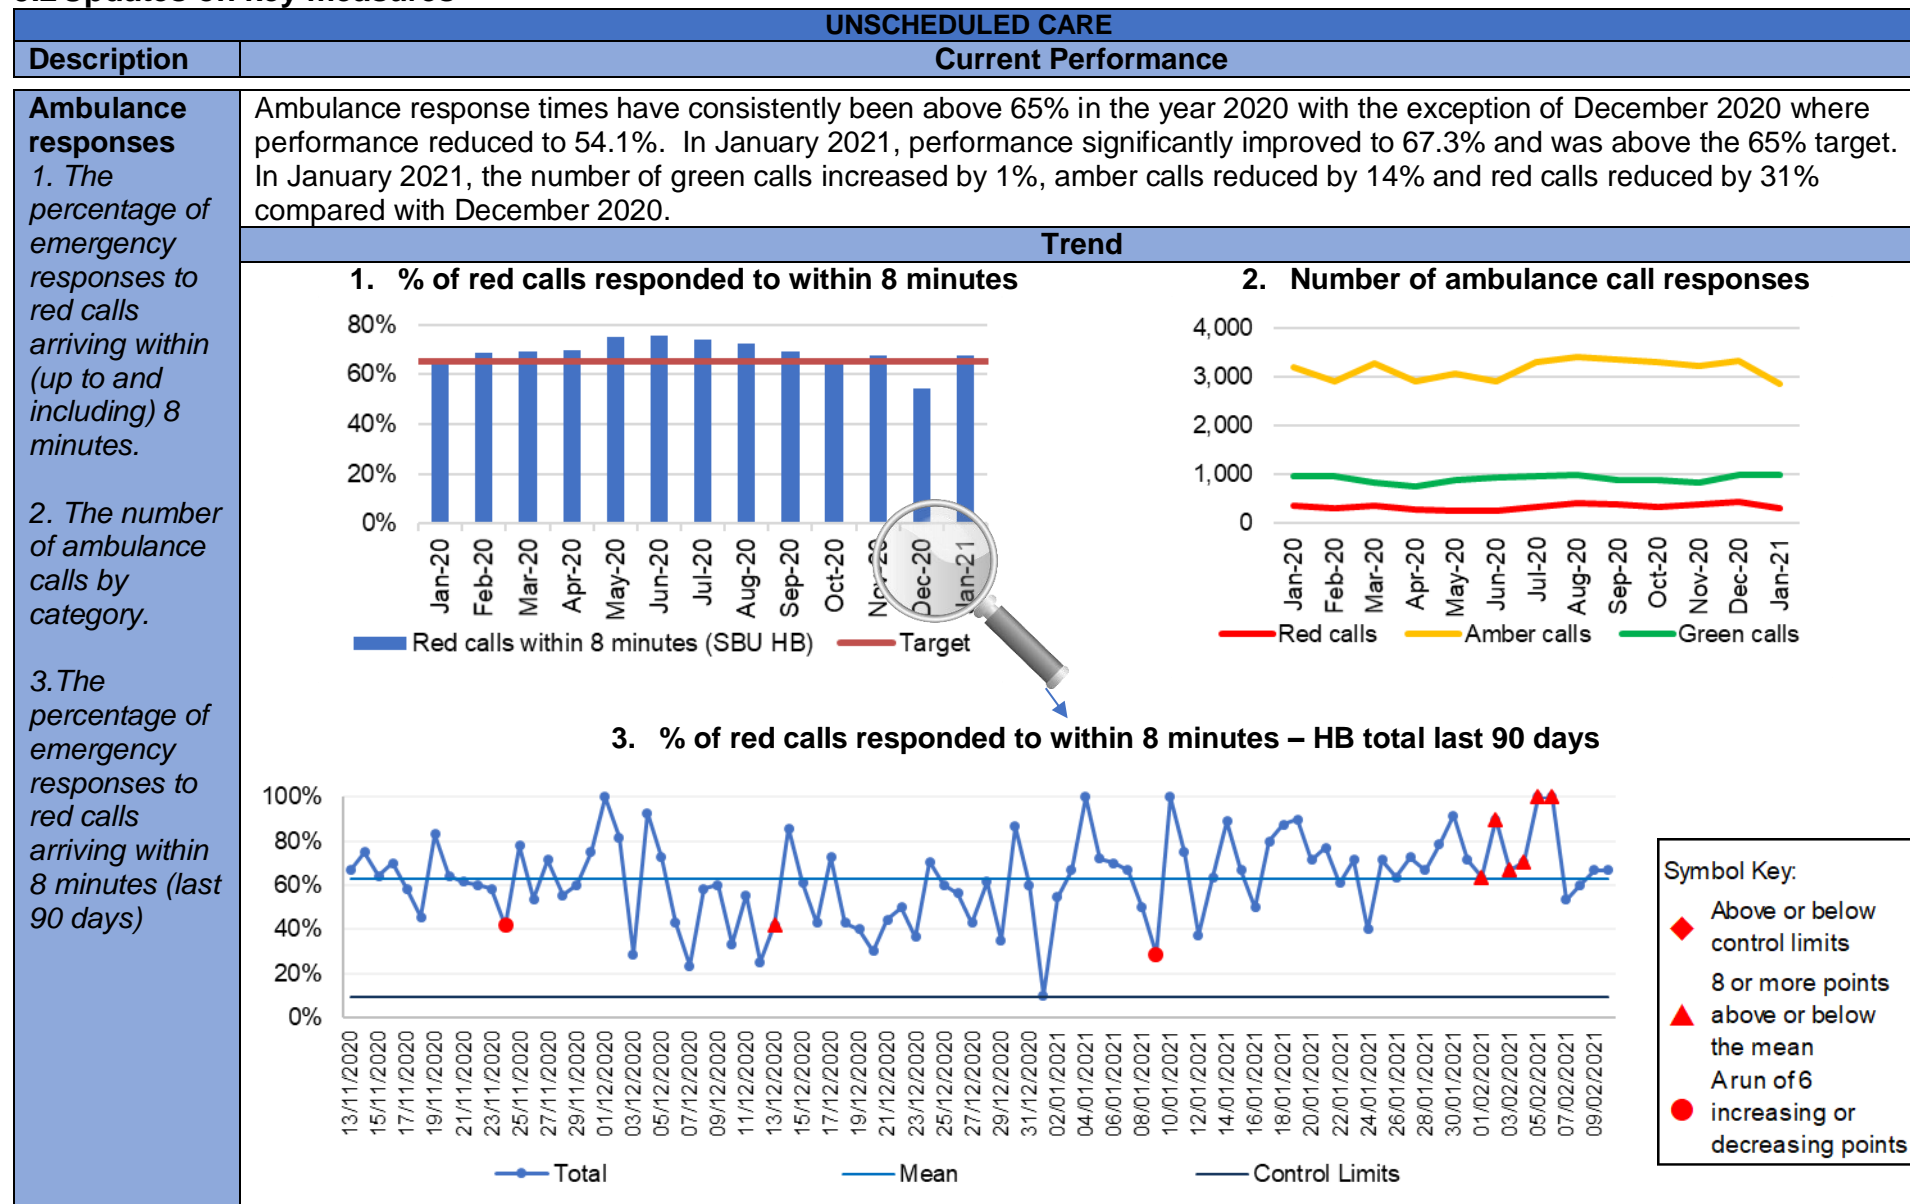 UNSCHEDULED CARE
Description
Current Performance
Ambulance
responses
1. The
percentage of
emergency
responses to
red calls
arriving within
(up to and
including) 8
minutes.
2. The number
of ambulance
calls by
category.
3.The
percentage of
emergency
responses to
red calls
arriving within
8 minutes (last
90 days)
Ambulance response times have consistently been above 65% in the year 2020 with the exception of December 2020 where
performance reduced to 54.1%. In January 2021, performance significantly improved to 67.3% and was above the 65% target.
In January 2021, the number of green calls increased by 1%, amber calls reduced by 14% and red calls reduced by 31%
compared with December 2020.
Trend
1. % of red calls responded to within 8 minutes
80%
60%
40%
20%
0%
Jan-20
Feb-20
Mar-20
Apr-20
May-20
Jun-20
Jul-20
Aug-20
Sep-20
Oct-20
Nov-20
Dec-20
Jan-21
Red calls within 8 minutes (SBU HB)
Target
2. Number of ambulance call responses
4,000
3,000
2,000
1,000
0
Jan-20
Feb-20
Mar-20
Apr-20
May-20
Jun-20
Jul-20
Aug-20
Sep-20
Oct-20
Nov-20
Dec-20
Jan-21
Red calls
Amber calls
Green calls
3. % of red calls responded to within 8 minutes – HB total last 90 days
100%
80%
60%
40%
20%
0%
13/11/2020
15/11/2020
17/11/2020
19/11/2020
21/11/2020
23/11/2020
25/11/2020
27/11/2020
29/11/2020
01/12/2020
03/12/2020
05/12/2020
07/12/2020
09/12/2020
11/12/2020
13/12/2020
15/12/2020
17/12/2020
19/12/2020
21/12/2020
23/12/2020
25/12/2020
27/12/2020
29/12/2020
31/12/2020
02/01/2021
04/01/2021
06/01/2021
08/01/2021
10/01/2021
12/01/2021
14/01/2021
16/01/2021
18/01/2021
20/01/2021
22/01/2021
24/01/2021
26/01/2021
28/01/2021
30/01/2021
01/02/2021
03/02/2021
05/02/2021
07/02/2021
09/02/2021
Total
Mean
Control Limits
Symbol Key:
Above or below
control limits
8 or more points
above or below
the mean
A run of 6
increasing or
decreasing points